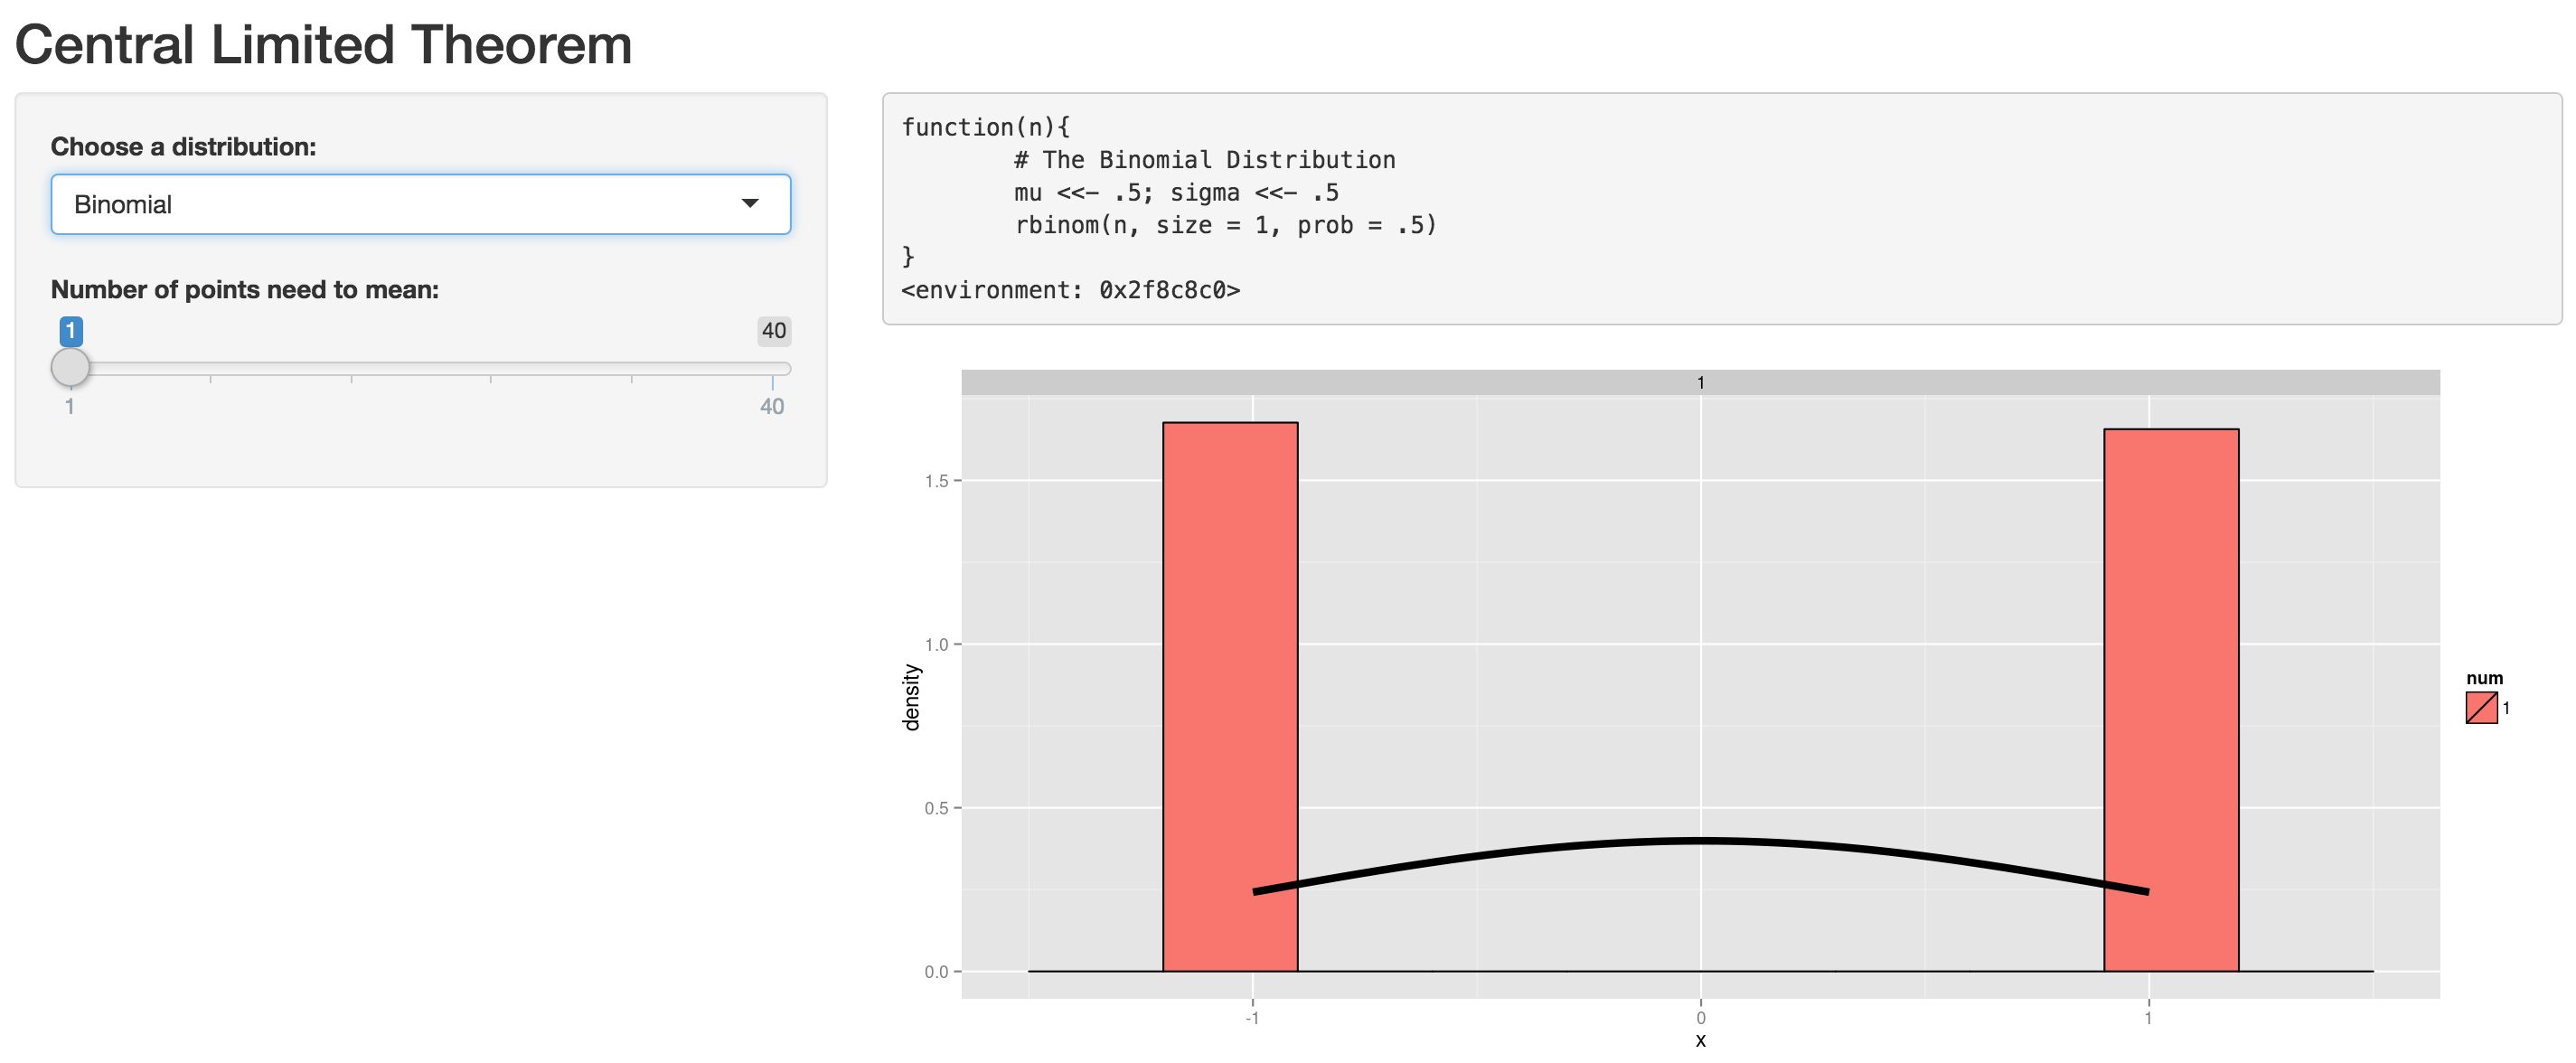 Central Limited Theorem
Choose a distribution:
Binomial
Number of points need to mean:
1
40
1
40
function(n){
        # The Binomial Distribution
        mu <<- .5; sigma <<- .5
        rbinom(n, size = 1, prob = .5)
}
<environment: 0x2f8c8c0>
1
1.5
1.0
0.5
0.0
density
-1
0
1
x
num
1